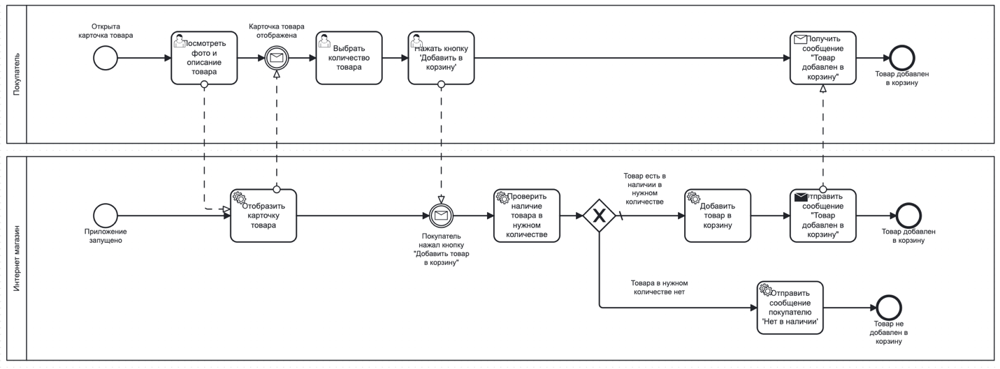 Покупатель
Открыта
карточка товара
Посмотреть
фото и
описание
товара
Карточка товара
отображена
Выбрать
количество
товара
Нажать кнопку
'Добавить в
корзину'
Получить
сообщение
"Товар
добавлен в
корзину"
Товар добавлен
в корзину
Интернет магазин
Приложение
запущено
Отобразить
карточку
товара
Покупатель
нажал кнопку
"Добавить товар
в корзину"
Проверить
наличие
товара в
нужном
количестве
Товар есть в
наличии в
нужном
количестве
Добавить
товар в
корзину
Отправить
сообщение
"Товар
добавлен в
корзину"
Товар добавлен
в корзину
Товара в нужном
количестве нет
Отправить
сообщение
покупателю
'Нет в наличии'
Товар не
добавлен в
корзину